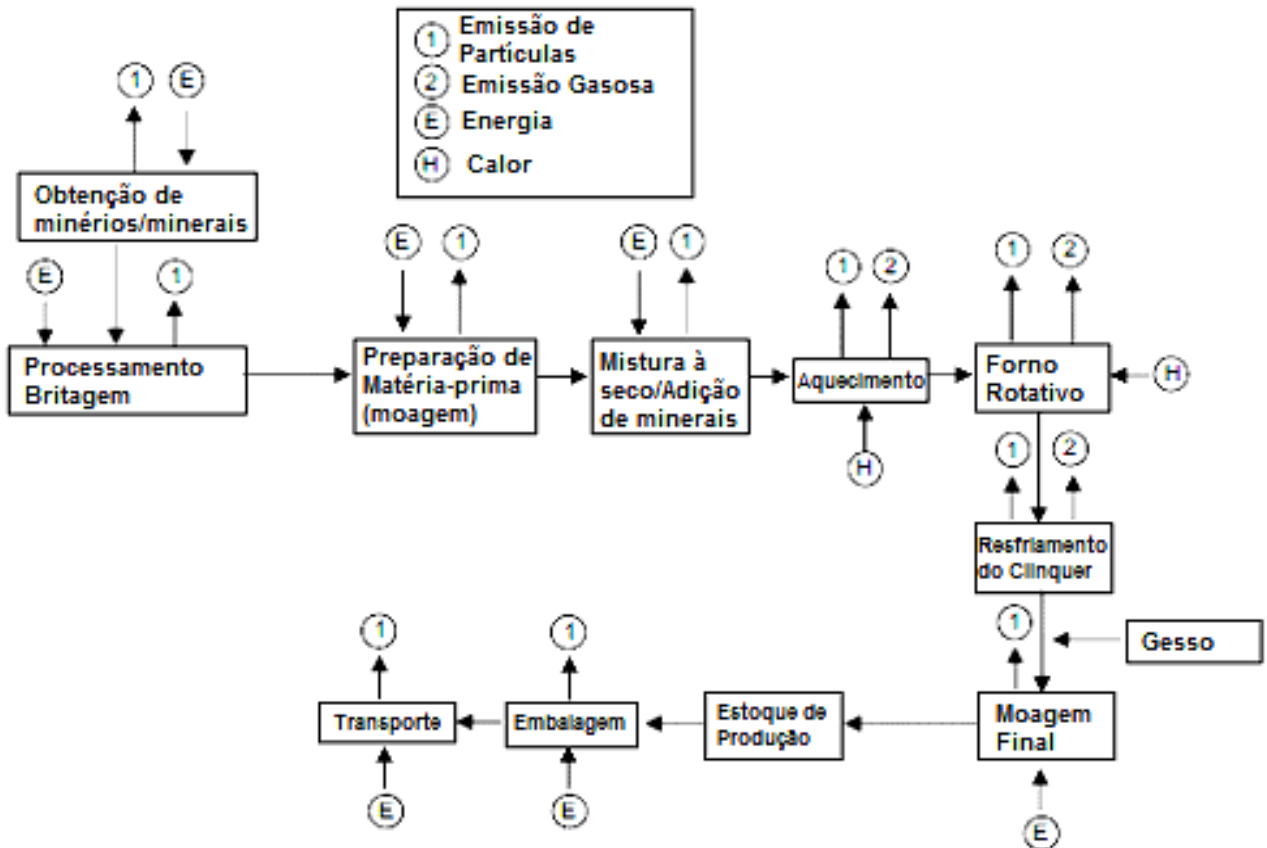 1 Emissão de
Partículas
2 Emissão Gasosa
E Energia
H Calor
1 E
Obtenção de
minérios/minerais
E 1
Processamento
Britagem
E 1
Preparação de
Matéria-prima
(moagem)
E 1
Mistura à
seco/Adição
de minerais
1 2
Aquecimento
H
1 2
Forno
Rotativo
H
1 2
Resfriamento
do Clinquer
1
Gesso
Moagem
Final
E
Estoque de
Produção
1
Embalagem
E
1
Transporte
E